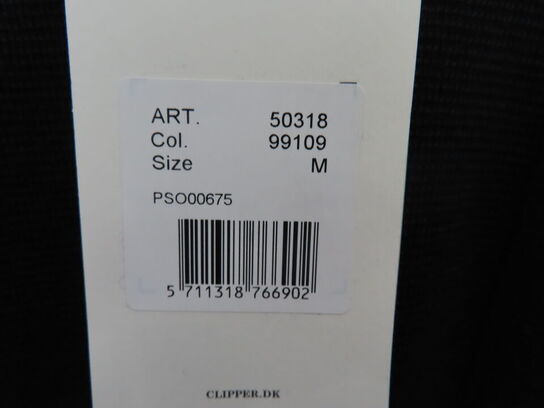 ART. 50318
Col. 99109
Size M
PSO00675
5 711318 766902
CLIPPER.DK